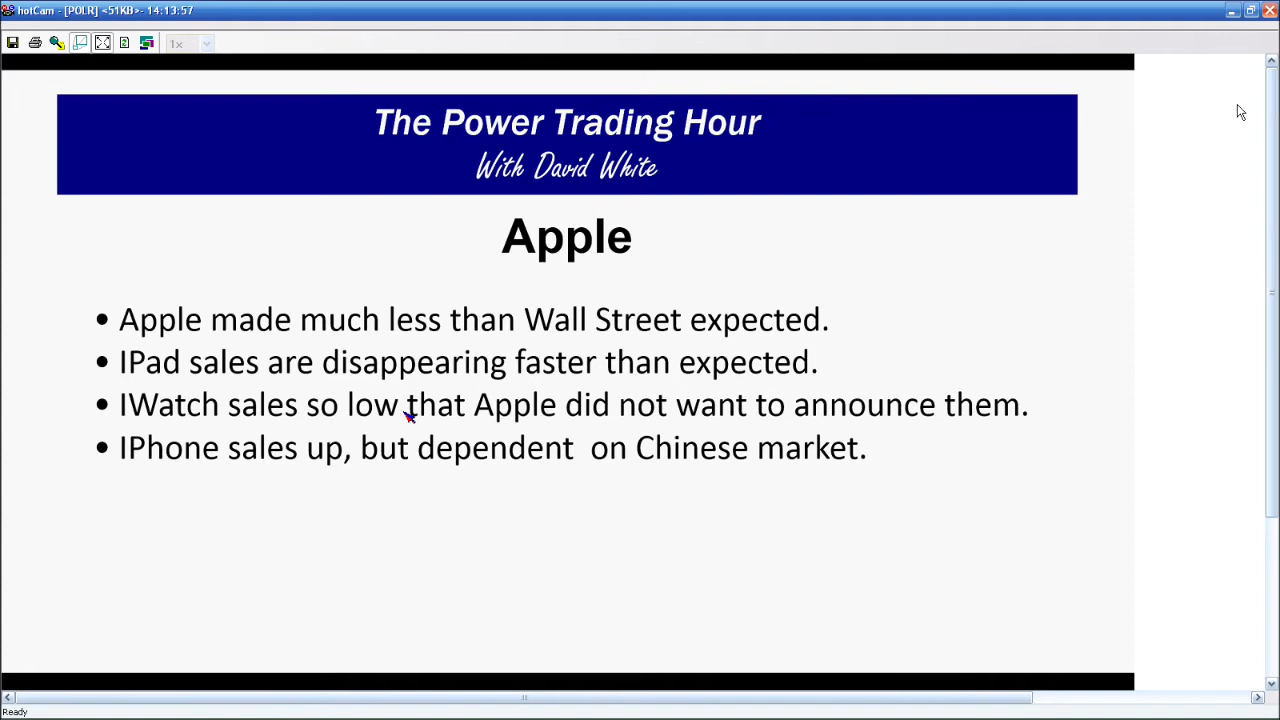 hotCam - [POLR] <51KB>- 14:13:57
1x
The Power Trading Hour
With David White
Apple
• Apple made much less than Wall Street expected.
• IPad sales are disappearing faster than expected.
• IWatch sales so low that Apple did not want to announce them.
• IPhone sales up, but dependent  on Chinese market.
Ready